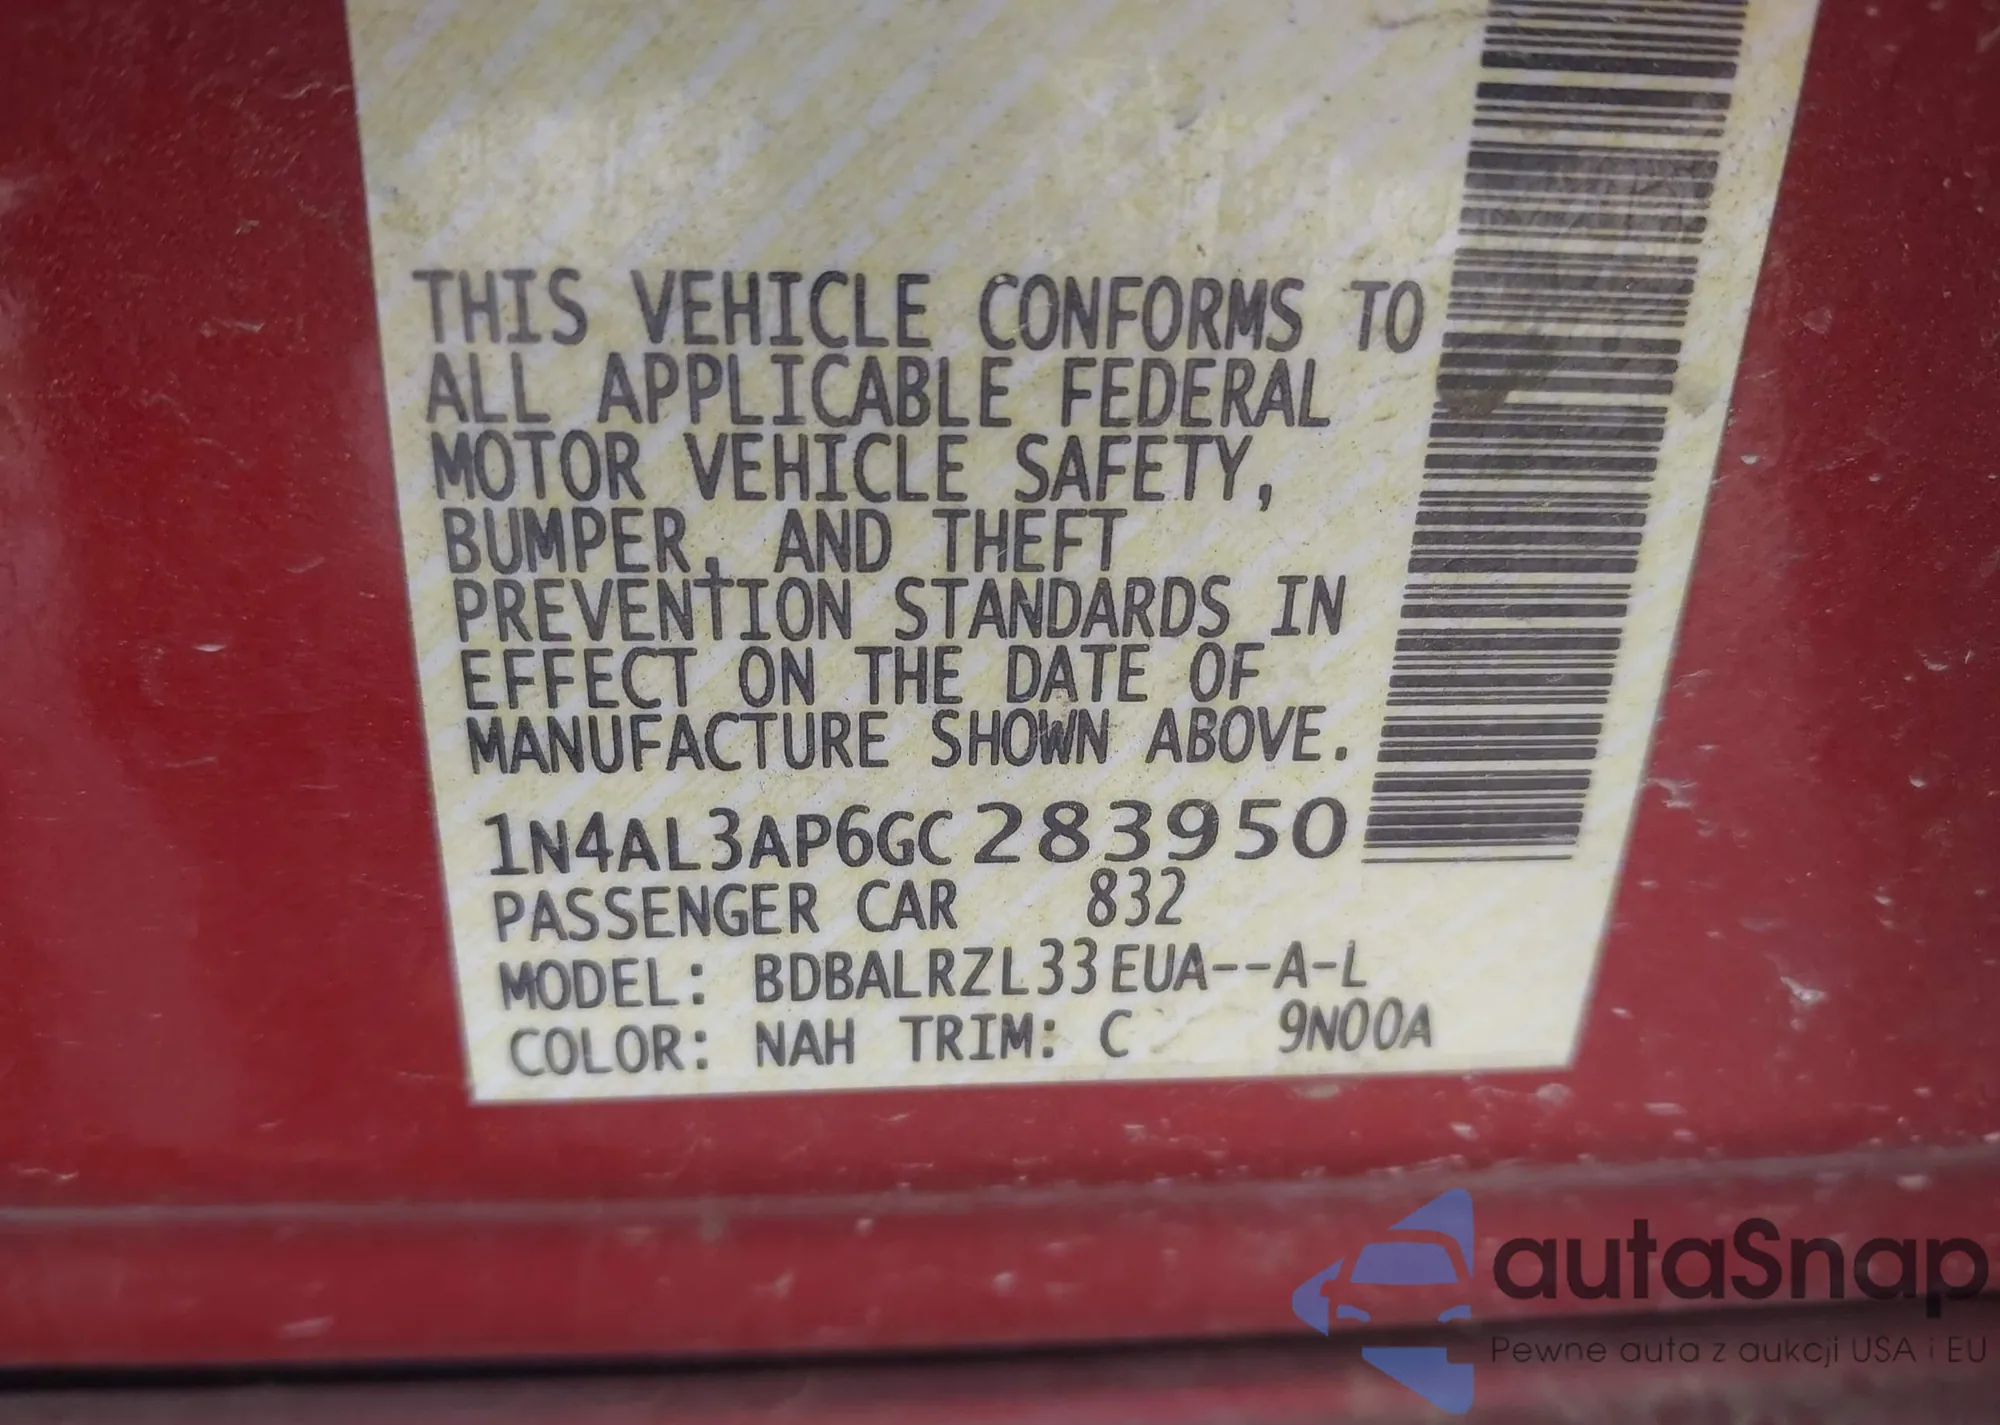 THIS VEHICLE CONFORMS TO
ALL APPLICABLE FEDERAL
MOTOR VEHICLE SAFETY,
BUMPER, AND THEFT
PREVENTION STANDARDS IN
EFFECT ON THE DATE OF
MANUFACTURE SHOWN ABOVE.
1N4AL3AP6GC283950
PASSENGER CAR 832
MODEL: BDBALRZL33EUA--A-L
COLOR: NAH TRIM: C 9N00A
autaSnap
Pewne auta z aukcji USA i EU